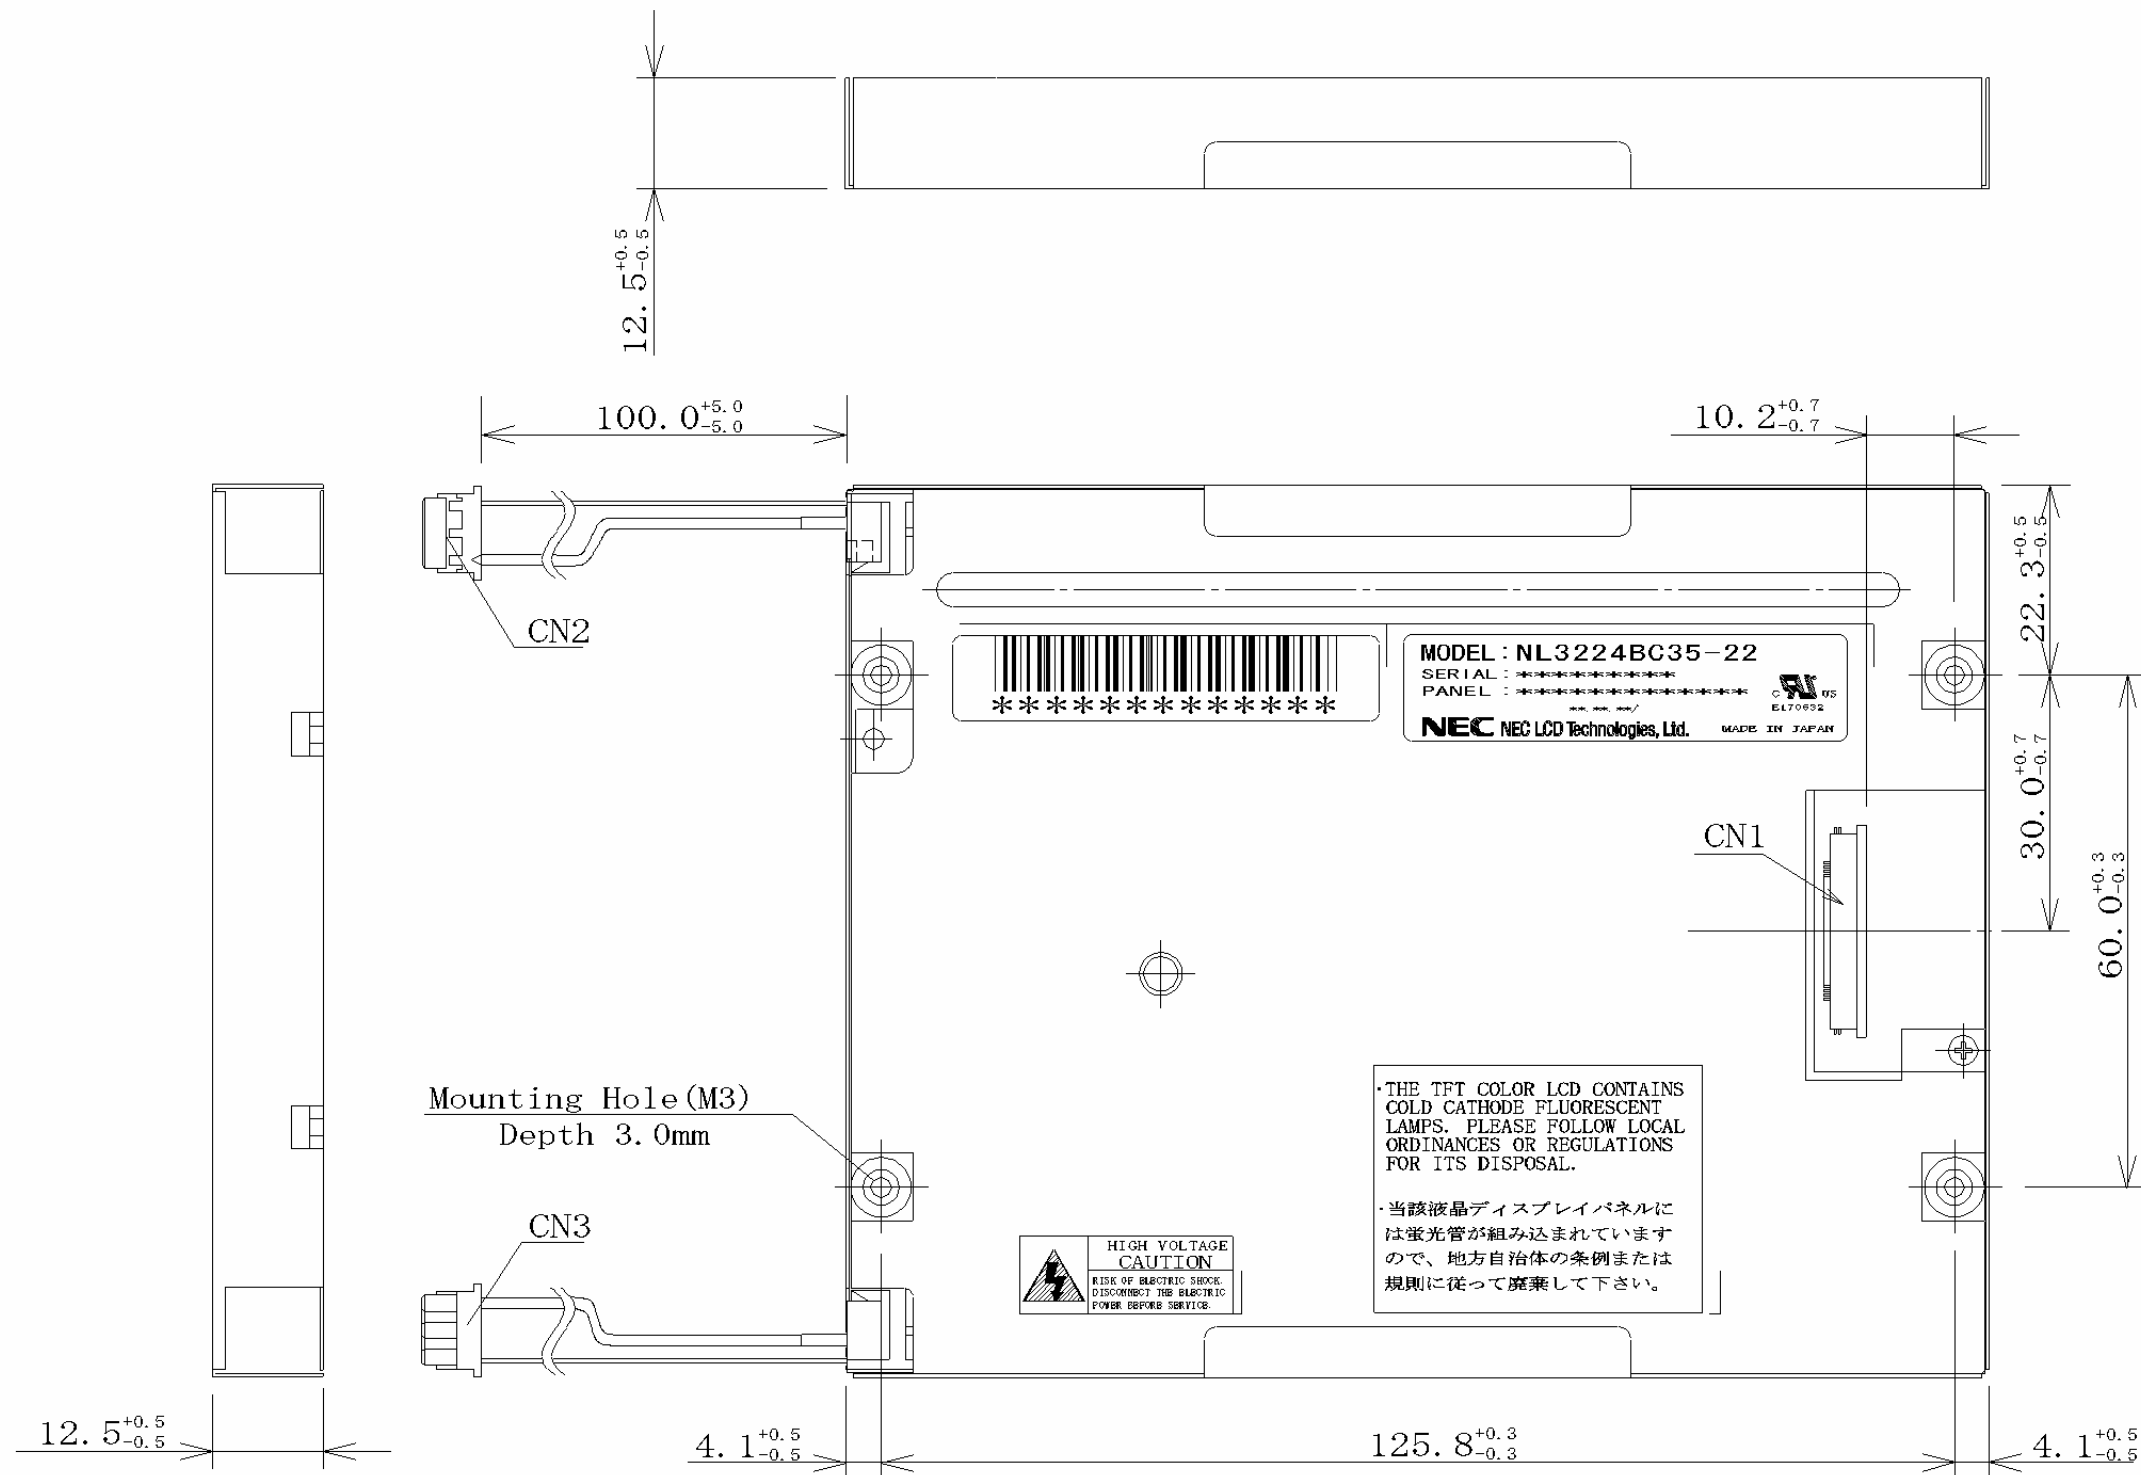 12.5+0.5-0.5
100.0+5.0-5.0
10.2+0.7-0.7
22.3+0.5-0.5
CN2
MODEL:NL3224BC35-22
SERIAL:************
PANEL :*****************
**.**.**/
c US
E170632
NEC NEC LCD Technologies, Ltd. MADE IN JAPAN
*************
30.0+0.7-0.7
60.0+0.3-0.3
CN1
Mounting Hole(M3)
Depth 3.0mm
CN3
・THE TFT COLOR LCD CONTAINS
COLD CATHODE FLUORESCENT
LAMPS. PLEASE FOLLOW LOCAL
ORDINANCES OR REGULATIONS
FOR ITS DISPOSAL.
・当該液晶ディスプレイパネルに
は蛍光管が組み込まれています
ので、地方自治体の条例または
規則に従って廃棄して下さい。
HIGH VOLTAGE
CAUTION
RISK OF ELECTRIC SHOCK.
DISCONNECT THE ELECTRIC
POWER BEFORE SERVICE.
12.5+0.5-0.5
4.1+0.5-0.5
125.8+0.3-0.3
4.1+0.5-0.5